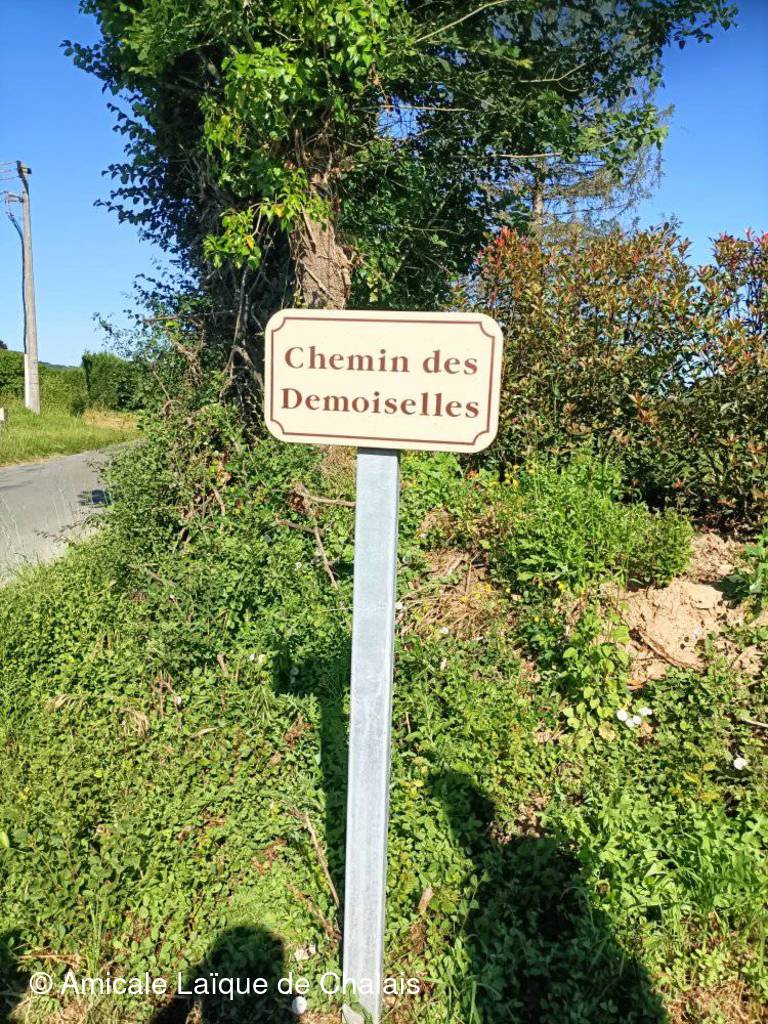 Chemin des
Demoiselles
© Amicale Laïque de Chalais